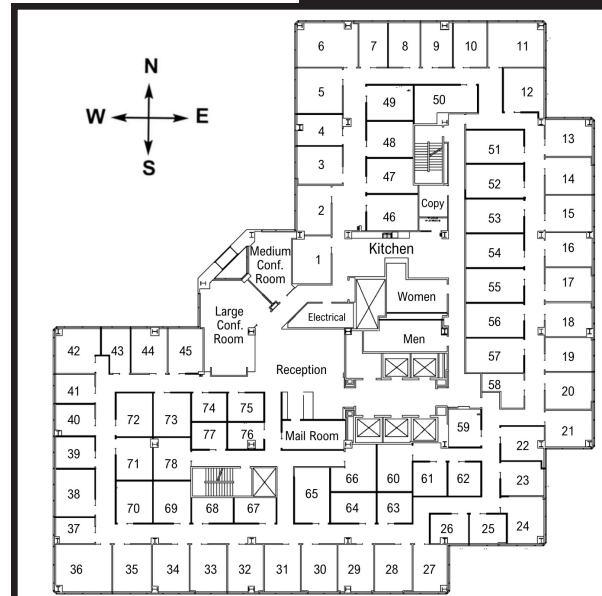 N
W E
S
6 7 8 9 10 11
5 49 50 12
4 48 51 13
3 47 52 14
2 46 Copy 53 15
Kitchen
1 54 16
Medium
Conf.
Room
55 17
Women
Large
Conf.
Room
Electrical
56 18
Men
42 43 44 45
57 19
Reception
58 20
41
40 72 73 74 75
77 76 Mail Room
59 21
39 71 78
22
38 70 69 68 67 65 66 60 61 62 23
64 63
37
26 25 24
36 35 34 33 32 31 30 29 28 27